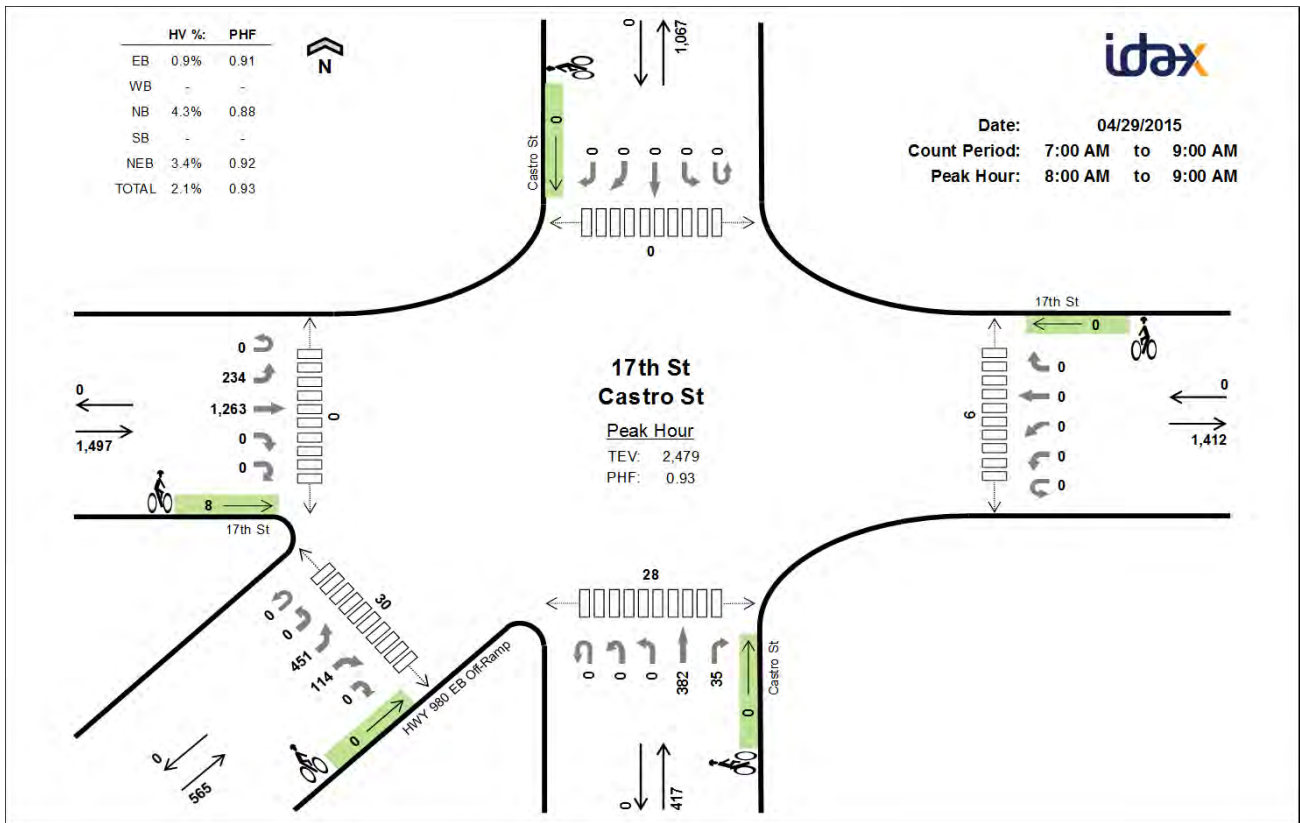 HV %: PHF
EB 0.9% 0.91
WB - -
NB 4.3% 0.88
SB - -
NEB 3.4% 0.92
TOTAL 2.1% 0.93
N
idax
Date: 04/29/2015
Count Period: 7:00 AM to 9:00 AM
Peak Hour: 8:00 AM to 9:00 AM
0
1,067
Castro St
0
0 0 0 0 0
0
17th St
0
0
234
1,263
0
0
0
0
1,497
8
17th St
17th St
Castro St
Peak Hour
TEV: 2,479
PHF: 0.93
6
0
0
0
0
0
0
1,412
30
0
0
451
114
0
0
HWY 980 EB Off-Ramp
0
565
28
0 0 0 382 35
0
Castro St
0
417